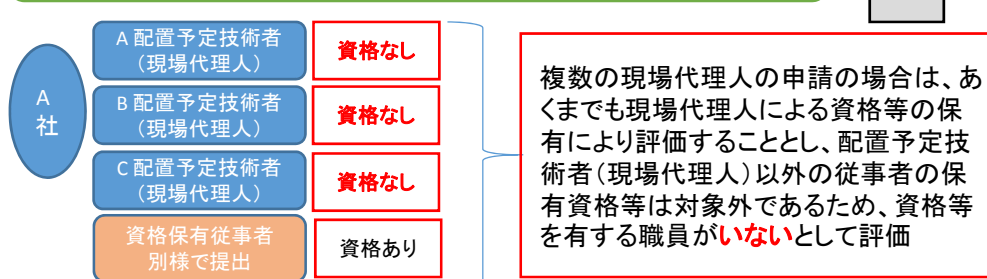 A
社
A 配置予定技術者
（現場代理人）
資格なし
B 配置予定技術者
（現場代理人）
資格なし
C 配置予定技術者
（現場代理人）
資格なし
資格保有従事者
別様で提出
資格あり
複数の現場代理人の申請の場合は、あ
くまでも現場代理人による資格等の保
有により評価することとし、配置予定技
術者（現場代理人）以外の従事者の保
有資格等は対象外であるため、資格等
を有する職員がいないとして評価